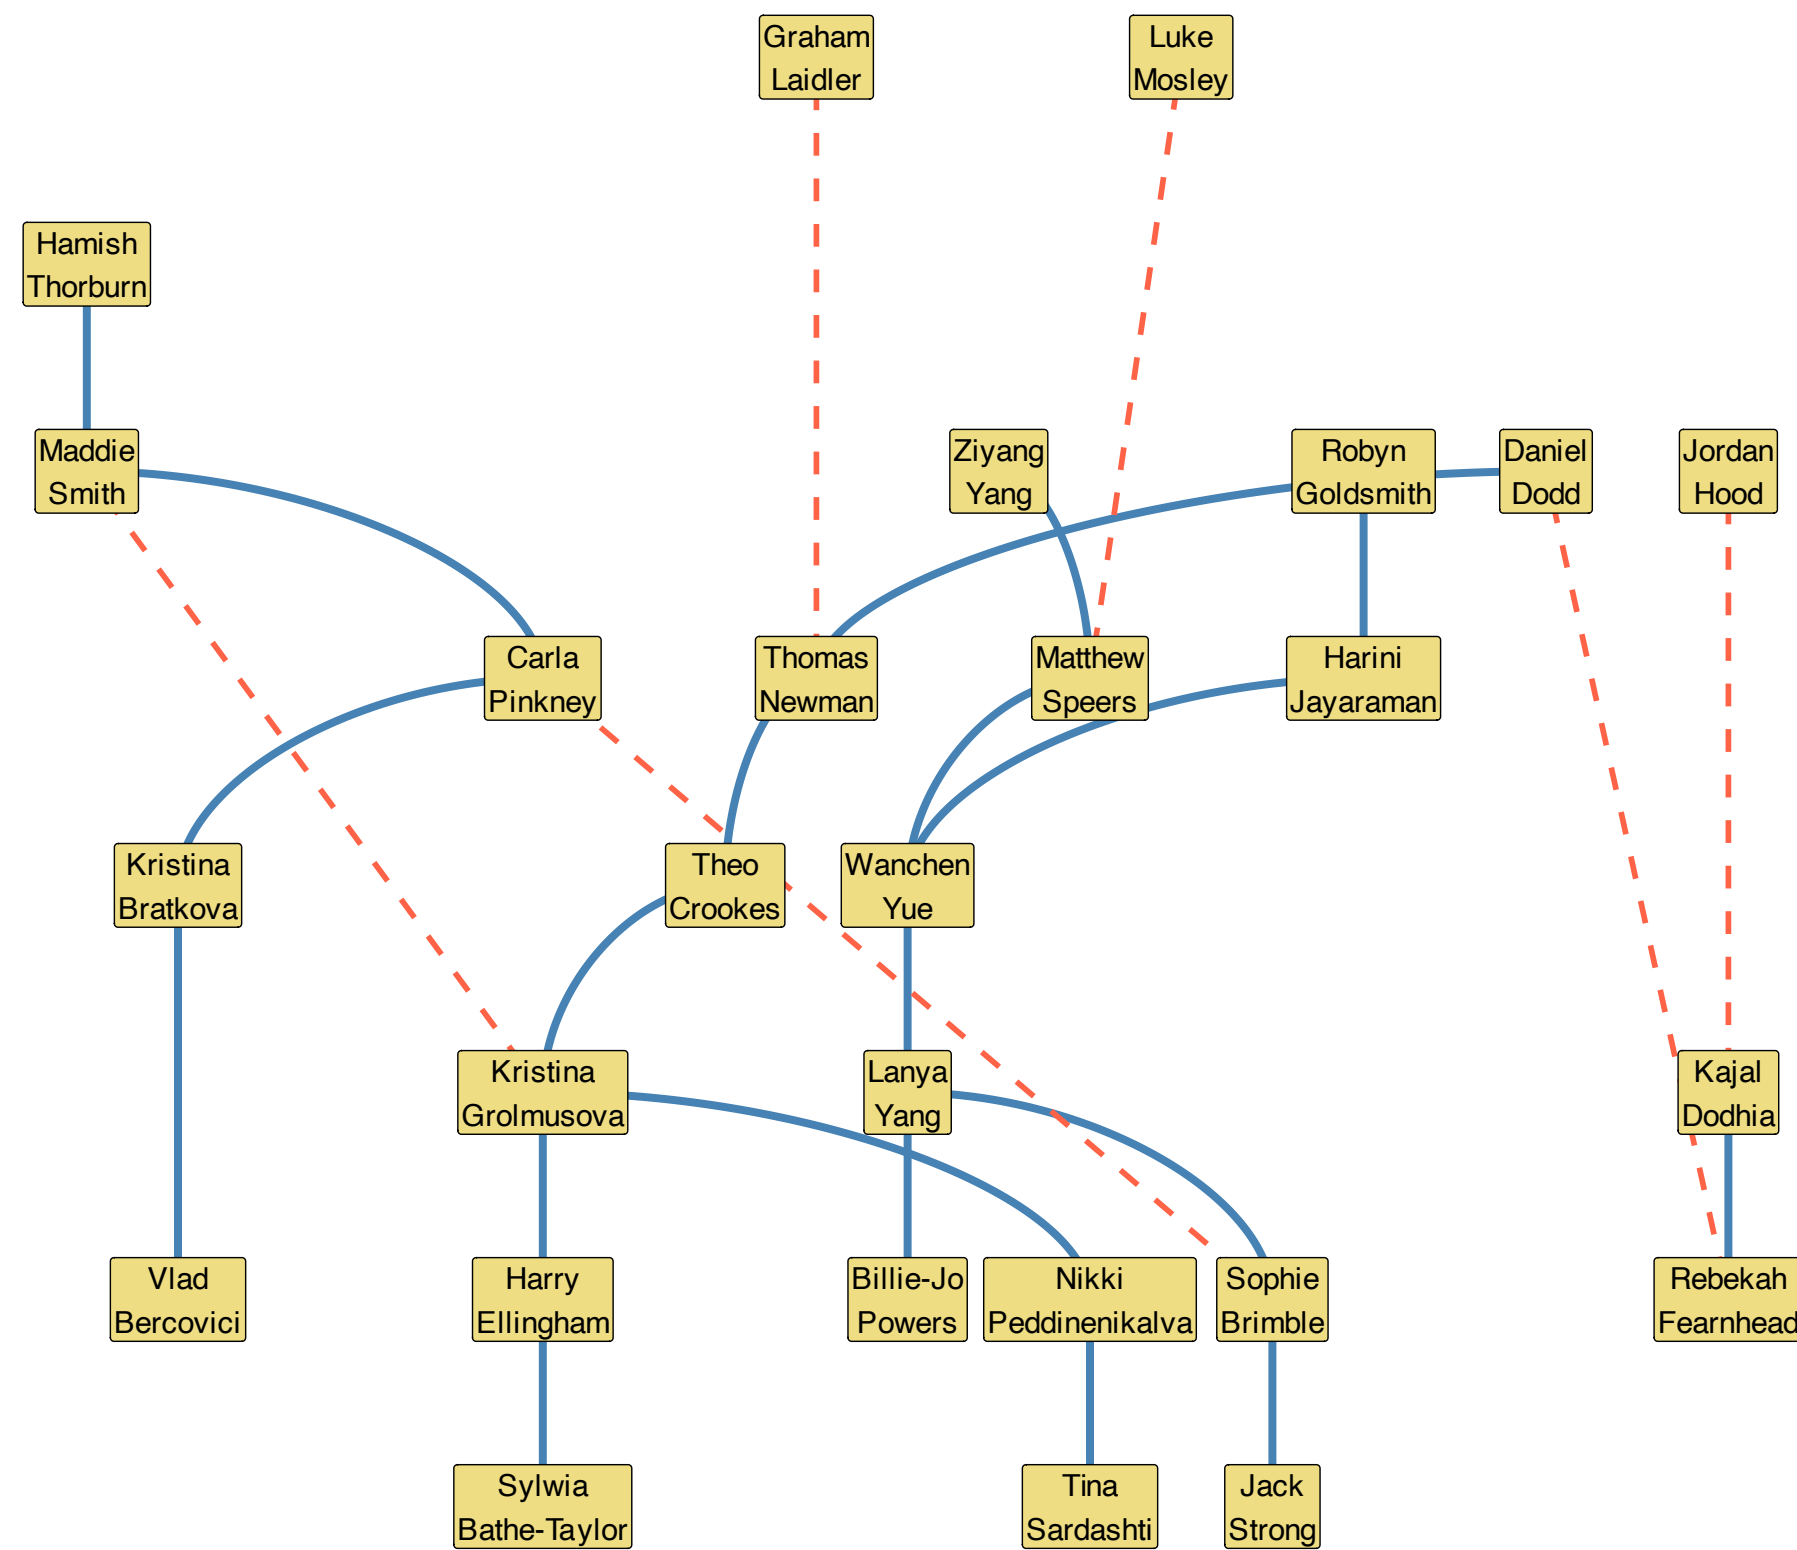 Graham
Laidler
Luke
Mosley
Hamish
Thorburn
Maddie
Smith
Ziyang
Yang
Robyn
Goldsmith
Daniel
Dodd
Jordan
Hood
Carla
Pinkney
Thomas
Newman
Matthew
Speers
Harini
Jayaraman
Kristina
Bratkova
Theo
Crookes
Wanchen
Yue
Kristina
Grolmusova
Lanya
Yang
Kajal
Dodhia
Vlad
Bercovici
Harry
Ellingham
Billie-Jo
Powers
Nikki
Peddinenikalva
Sophie
Brimble
Rebekah
Fearnhead
Sylwia
Bathe-Taylor
Tina
Sardashti
Jack
Strong